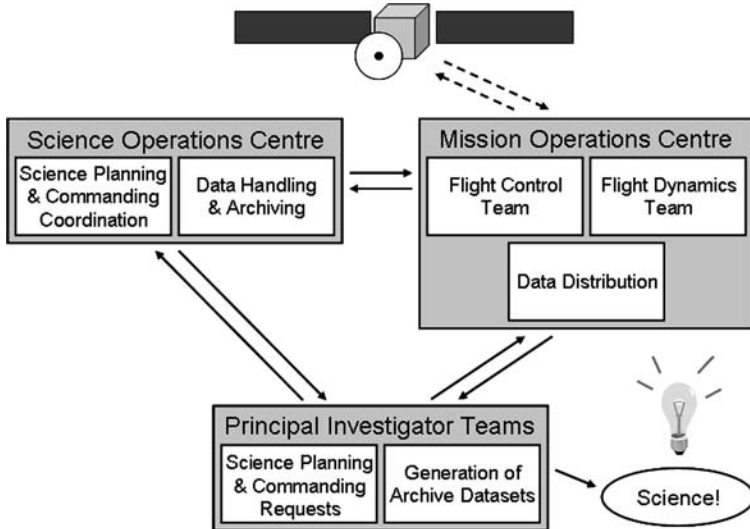 Science Operations Centre
Science Planning
& Commanding
Coordination
Data Handling
& Archiving
Mission Operations Centre
Flight Control
Team
Flight Dynamics
Team
Data Distribution
Principal Investigator Teams
Science Planning
& Commanding
Requests
Generation of
Archive Datasets
Science!